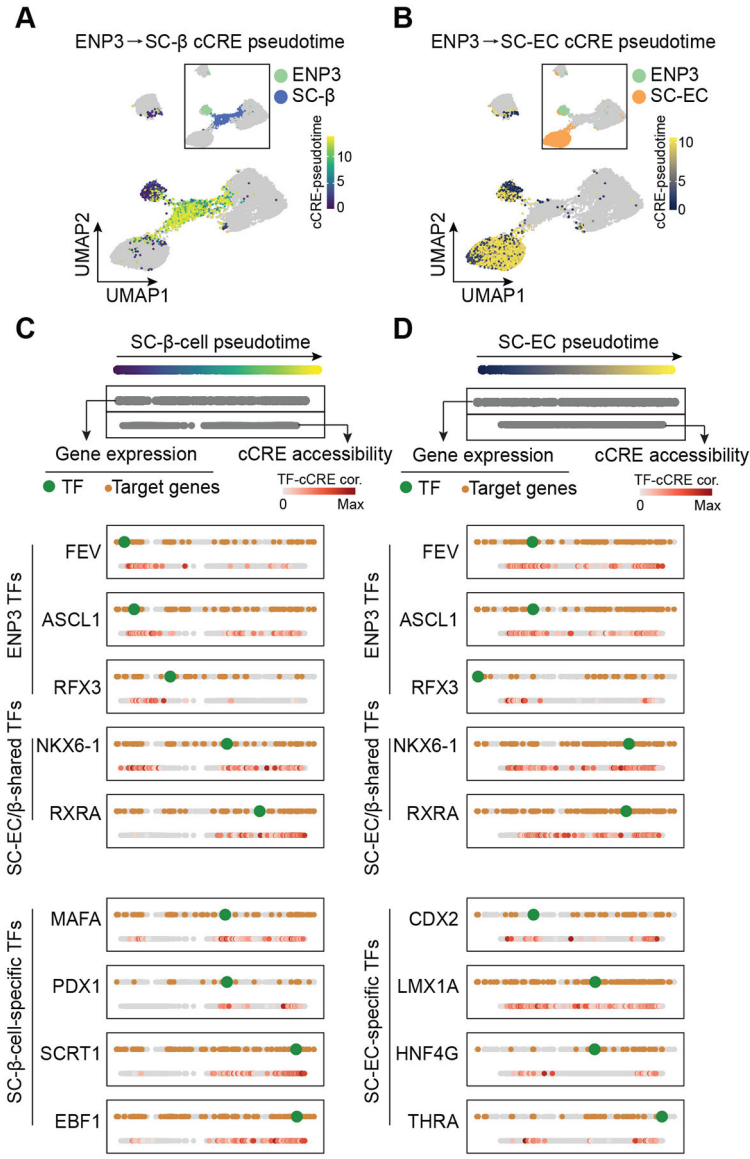 A
ENP3→SC-β cCRE pseudotime
ENP3
SC-β
cCRE-pseudotime
10
5
0
UMAP2
UMAP1
B
ENP3→SC-EC cCRE pseudotime
ENP3
SC-EC
cCRE-pseudotime
10
5
0
UMAP2
UMAP1
C
SC-β-cell pseudotime
Gene expression
cCRE accessibility
TF
Target genes
TF-cCRE cor.
0
Max
ENP3 TFs
FEV
ASCL1
RFX3
SC-EC/β-shared TFs
NKX6-1
RXRA
SC-β-cell-specific TFs
MAFA
PDX1
SCRT1
EBF1
D
SC-EC pseudotime
Gene expression
cCRE accessibility
TF
Target genes
TF-cCRE cor.
0
Max
ENP3 TFs
FEV
ASCL1
RFX3
SC-EC/β-shared TFs
NKX6-1
RXRA
SC-EC-specific TFs
CDX2
LMX1A
HNF4G
THRA